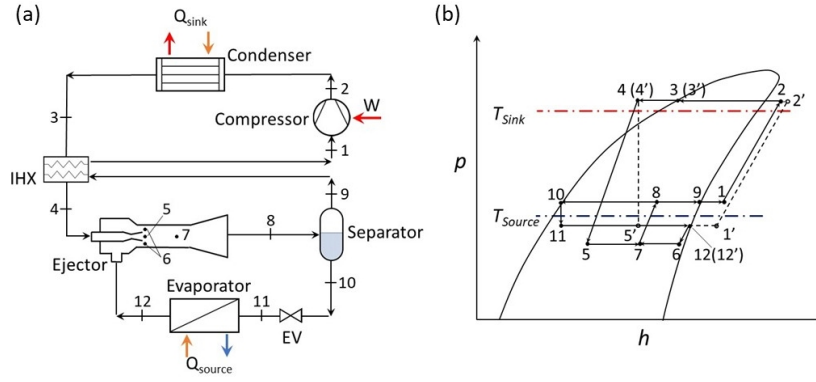 (a)
Q_sink
Condenser
2
Compressor
W
3
1
IHX
9
4
5
8
7
6
Separator
Ejector
10
Evaporator
12
11
EV
Q_source
(b)
p
T_Sink
T_Source
4 (4’)
3 (3’)
2
2’
10
8
9
1
11
5’
1’
5
7
6
12(12’)
h